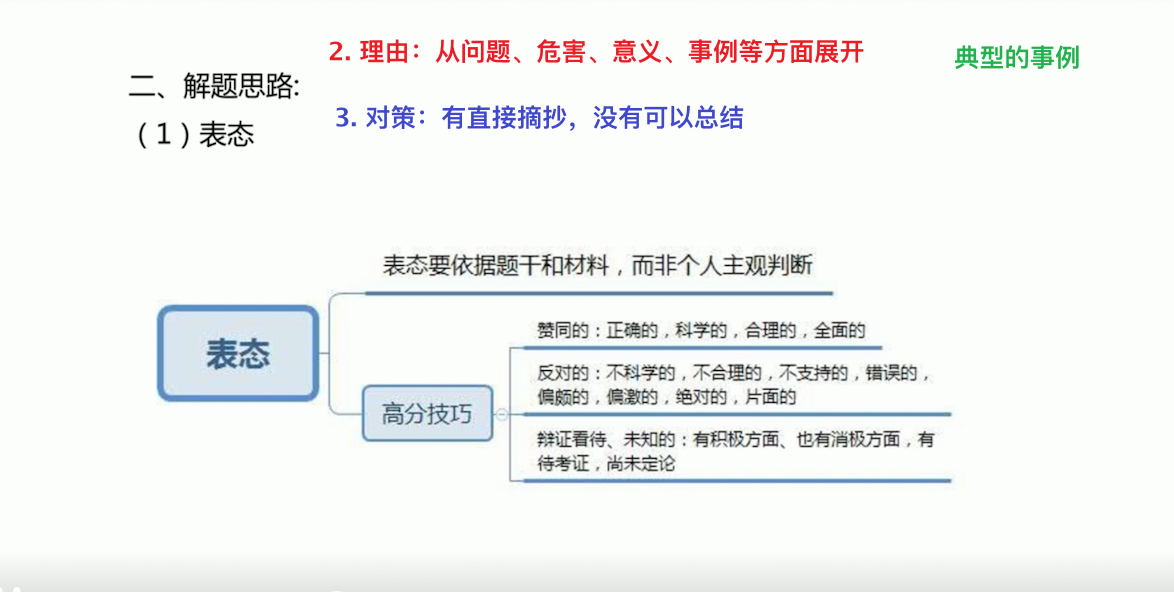 2. 理由：从问题、危害、意义、事例等方面展开
典型的事例
二、解题思路:
3. 对策：有直接摘抄，没有可以总结
（1）表态
表态要依据题干和材料，而非个人主观判断
表态
高分技巧
赞同的：正确的，科学的，合理的，全面的
反对的：不科学的，不合理的，不支持的，错误的，
偏颇的，偏激的，绝对的，片面的
辩证看待、未知的：有积极方面、也有消极方面，有
待考证，尚未定论